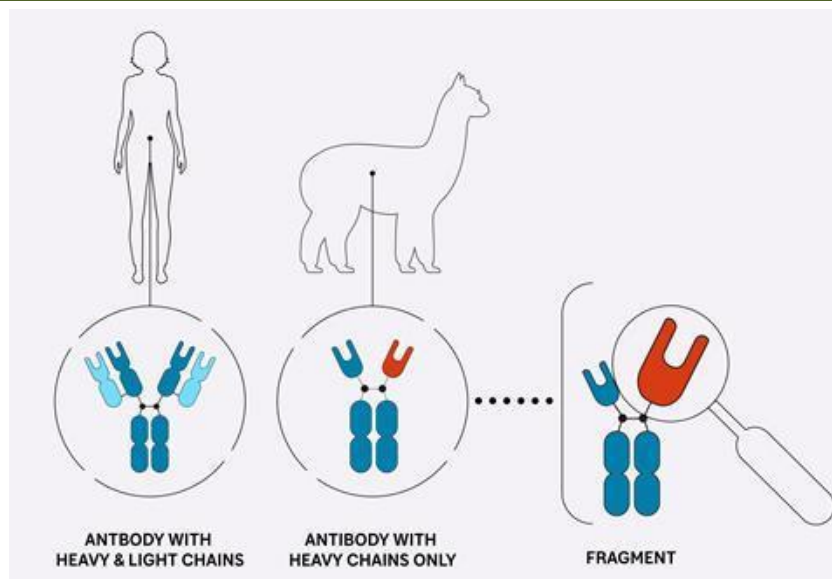 ANTBODY WITH
HEAVY & LIGHT CHAINS
ANTIBODY WITH
HEAVY CHAINS ONLY
FRAGMENT